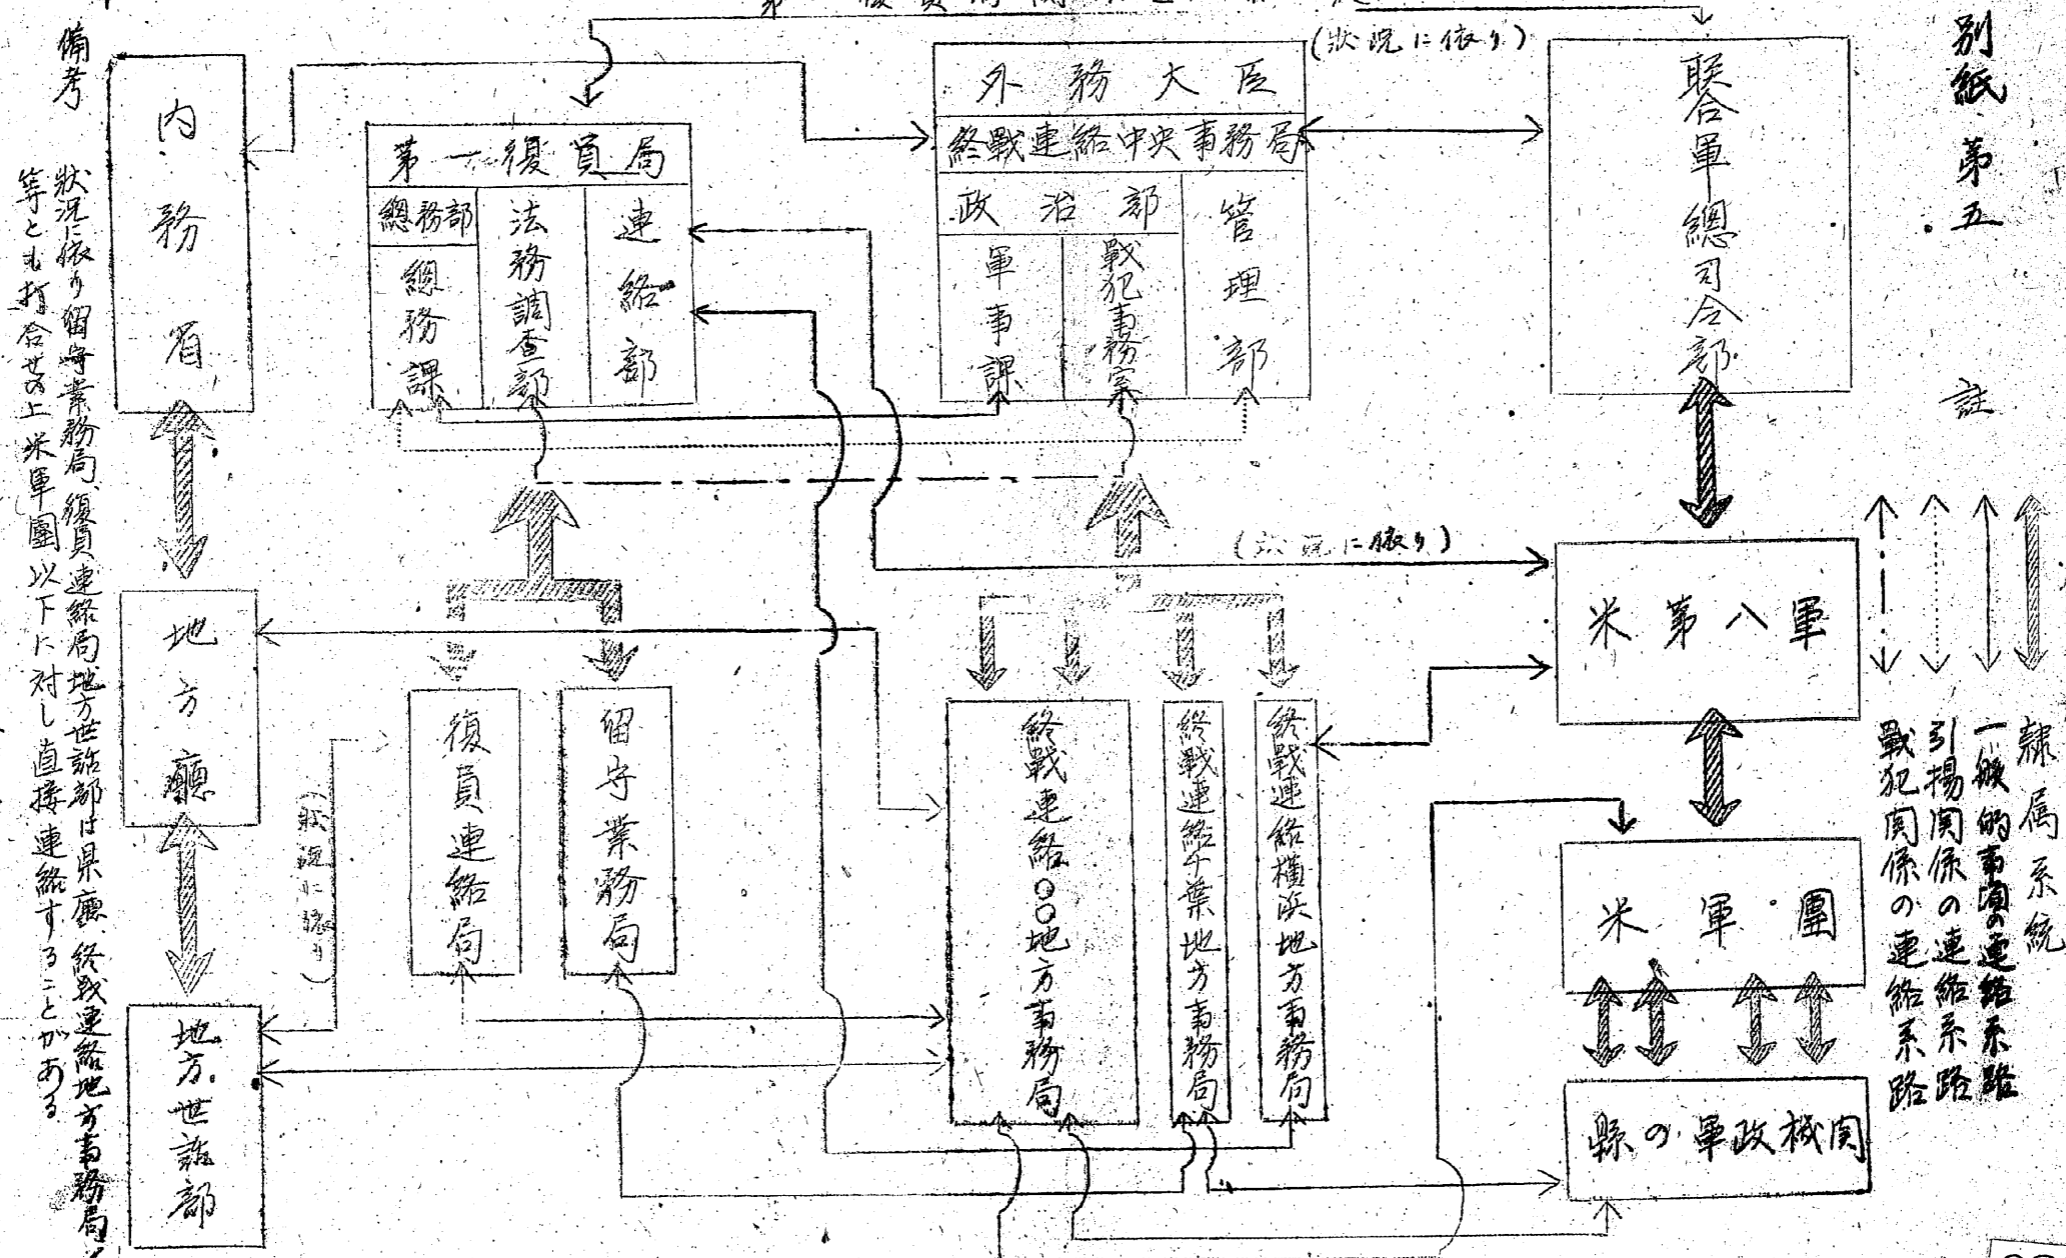 別紙第五
註
隷属系統
一般的事項の連絡系路
引揚関係の連絡系路
戰犯関係の連絡系路
聯合軍總司令部
(狀況に依り)
外務大臣
終戰連絡中央事務局
政治部
管理部
軍事課
戰犯事務室
第一復員局
總務部
總務課
法務調査部
連絡部
内務省
米第八軍
(状況に依り)
米軍團
縣の軍政機関
終戰連絡横浜地方事務局
終戰連絡千葉地方事務局
終戰連絡〇〇地方事務局
留守業務局
復員連絡局
(状況に依り)
地方廳
地方世話部
備考
狀況に依り留守業務局、復員連絡局地方世話部は県廳、終戰連絡地方事務局
等とも打合せの上米軍團以下に対し直接連絡することがある